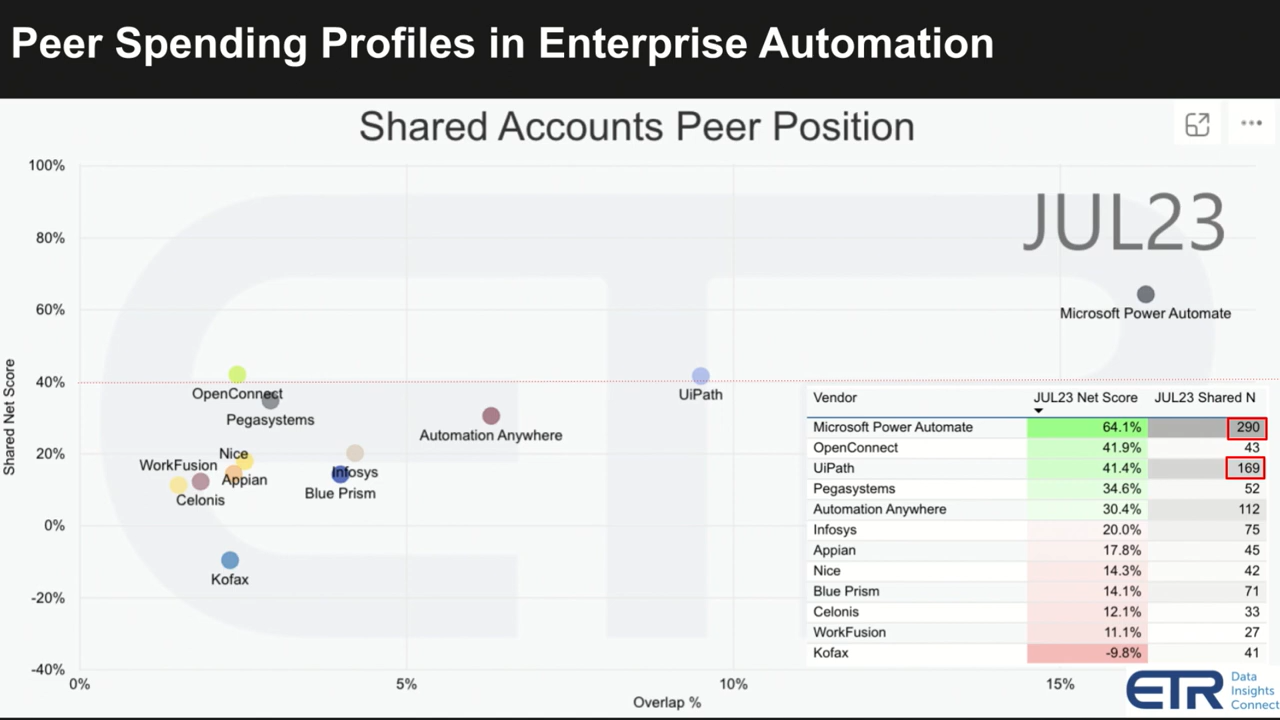 Peer Spending Profiles in Enterprise Automation
Shared Accounts Peer Position
JUL23
100%
80%
60%
40%
20%
0%
-20%
-40%
Shared Net Score
Microsoft Power Automate
OpenConnect
Pegasystems
UiPath
Automation Anywhere
Nice
WorkFusion
Appian
Celonis
Infosys
Blue Prism
Kofax
Vendor JUL23 Net Score JUL23 Shared N
Microsoft Power Automate 64.1% 290
OpenConnect 41.9% 43
UiPath 41.4% 169
Pegasystems 34.6% 52
Automation Anywhere 30.4% 112
Infosys 20.0% 75
Appian 17.8% 45
Nice 14.3% 42
Blue Prism 14.1% 71
Celonis 12.1% 33
WorkFusion 11.1% 27
Kofax -9.8% 41
0% 5% 10% 15%
Overlap %
ETR
Data
Insights
Connect